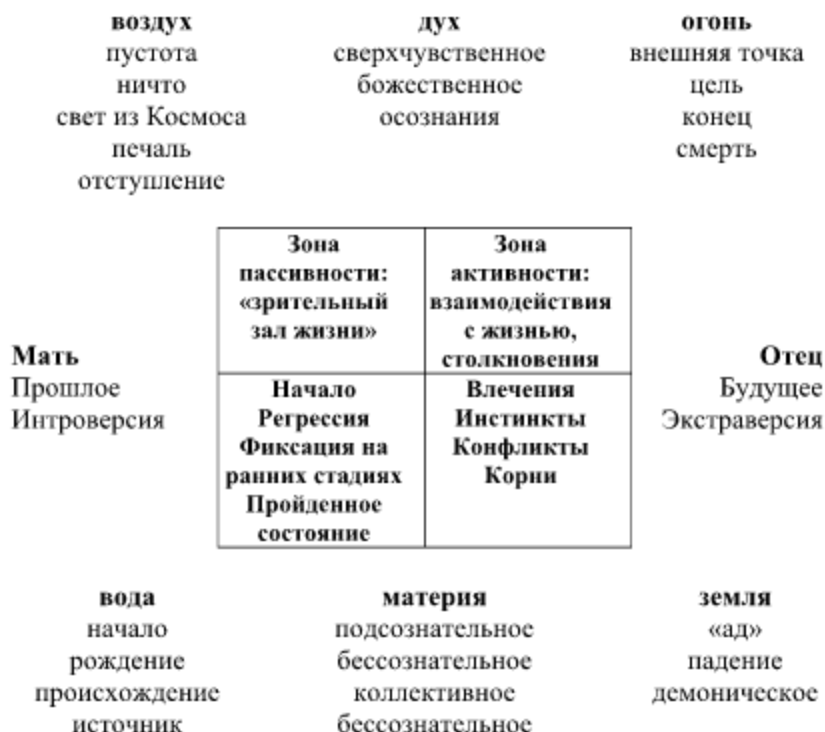 воздух
пустота
ничто
свет из Космоса
печаль
отступление
дух
сверхчувственное
божественное
осознания
огонь
внешняя точка
цель
конец
смерть
Мать
Прошлое
Интроверсия
Зона
пассивности:
«зрительный
зал жизни»
Зона
активности:
взаимодействия
с жизнью,
столкновения
Начало
Регрессия
Фиксация на
ранних стадиях
Пройденное
состояние
Влечения
Инстинкты
Конфликты
Корни
Отец
Будущее
Экстраверсия
вода
начало
рождение
происхождение
источник
материя
подсознательное
бессознательное
коллективное
бессознательное
земля
«ад»
падение
демоническое